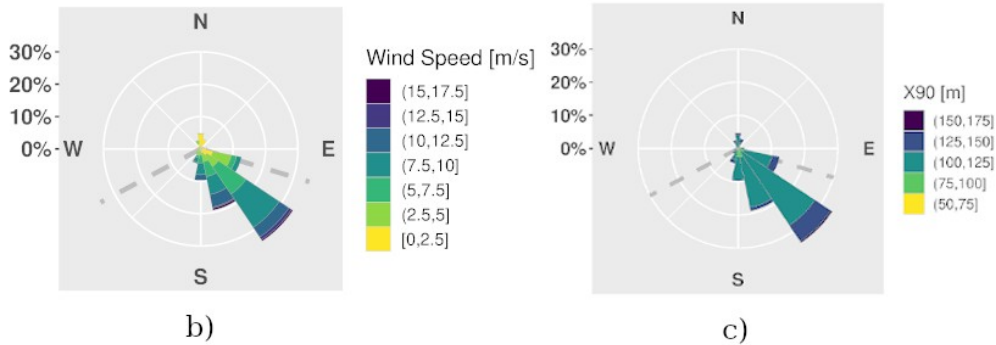 N
30%
20%
10%
0%
W
E
S
Wind Speed [m/s]
(15,17.5]
(12.5,15]
(10,12.5]
(7.5,10]
(5,7.5]
(2.5,5]
[0,2.5]
b)
N
30%
20%
10%
0%
W
E
S
X90 [m]
(150,175]
(125,150]
(100,125]
(75,100]
(50,75]
c)